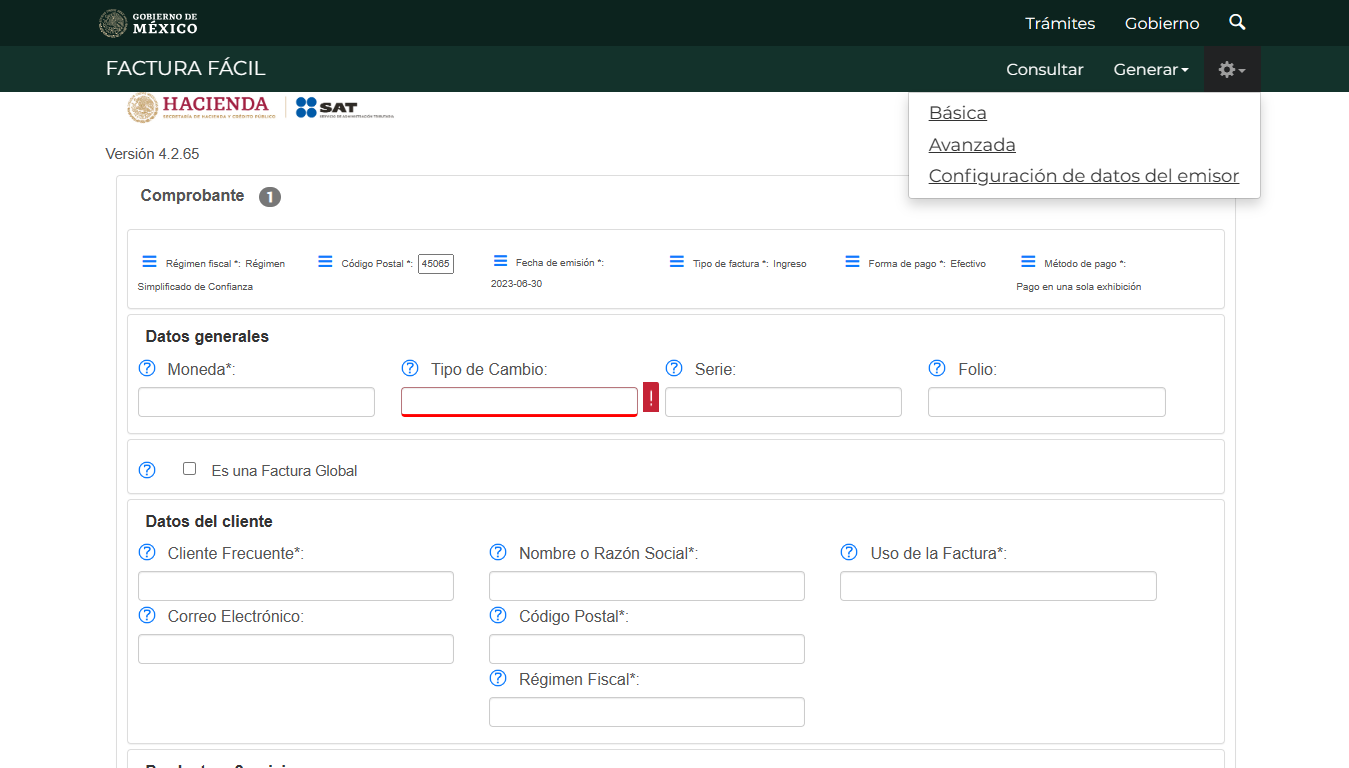 GOBIERNO DE
MÉXICO
Trámites Gobierno
FACTURA FÁCIL
Consultar Generar
HACIENDA
SECRETARÍA DE HACIENDA Y CRÉDITO PÚBLICO
SAT
SERVICIO DE ADMINISTRACIÓN TRIBUTARIA
Básica
Avanzada
Configuración de datos del emisor
Versión 4.2.65
Comprobante 1
Régimen fiscal *: Régimen
Simplificado de Confianza
Código Postal *: 45065
Fecha de emisión *:
2023-06-30
Tipo de factura *: Ingreso
Forma de pago *: Efectivo
Método de pago *:
Pago en una sola exhibición
Datos generales
? Moneda*: ? Tipo de Cambio: ? Serie: ? Folio:
!
? Es una Factura Global
Datos del cliente
? Cliente Frecuente*: ? Nombre o Razón Social*: ? Uso de la Factura*:
? Correo Electrónico: ? Código Postal*:
? Régimen Fiscal*: